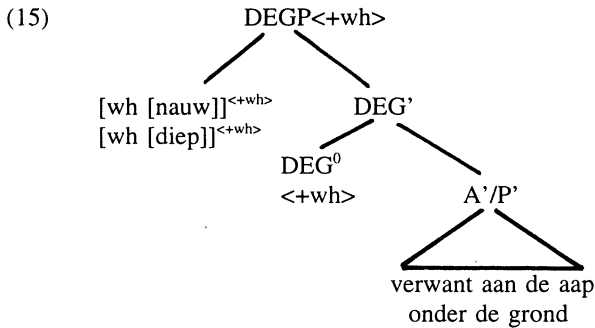 (15) DEGP<+wh>
[wh [nauw]]<+wh> DEG’
[wh [diep]]<+wh>
DEG0
<+wh> A’/P’
verwant aan de aap
onder de grond